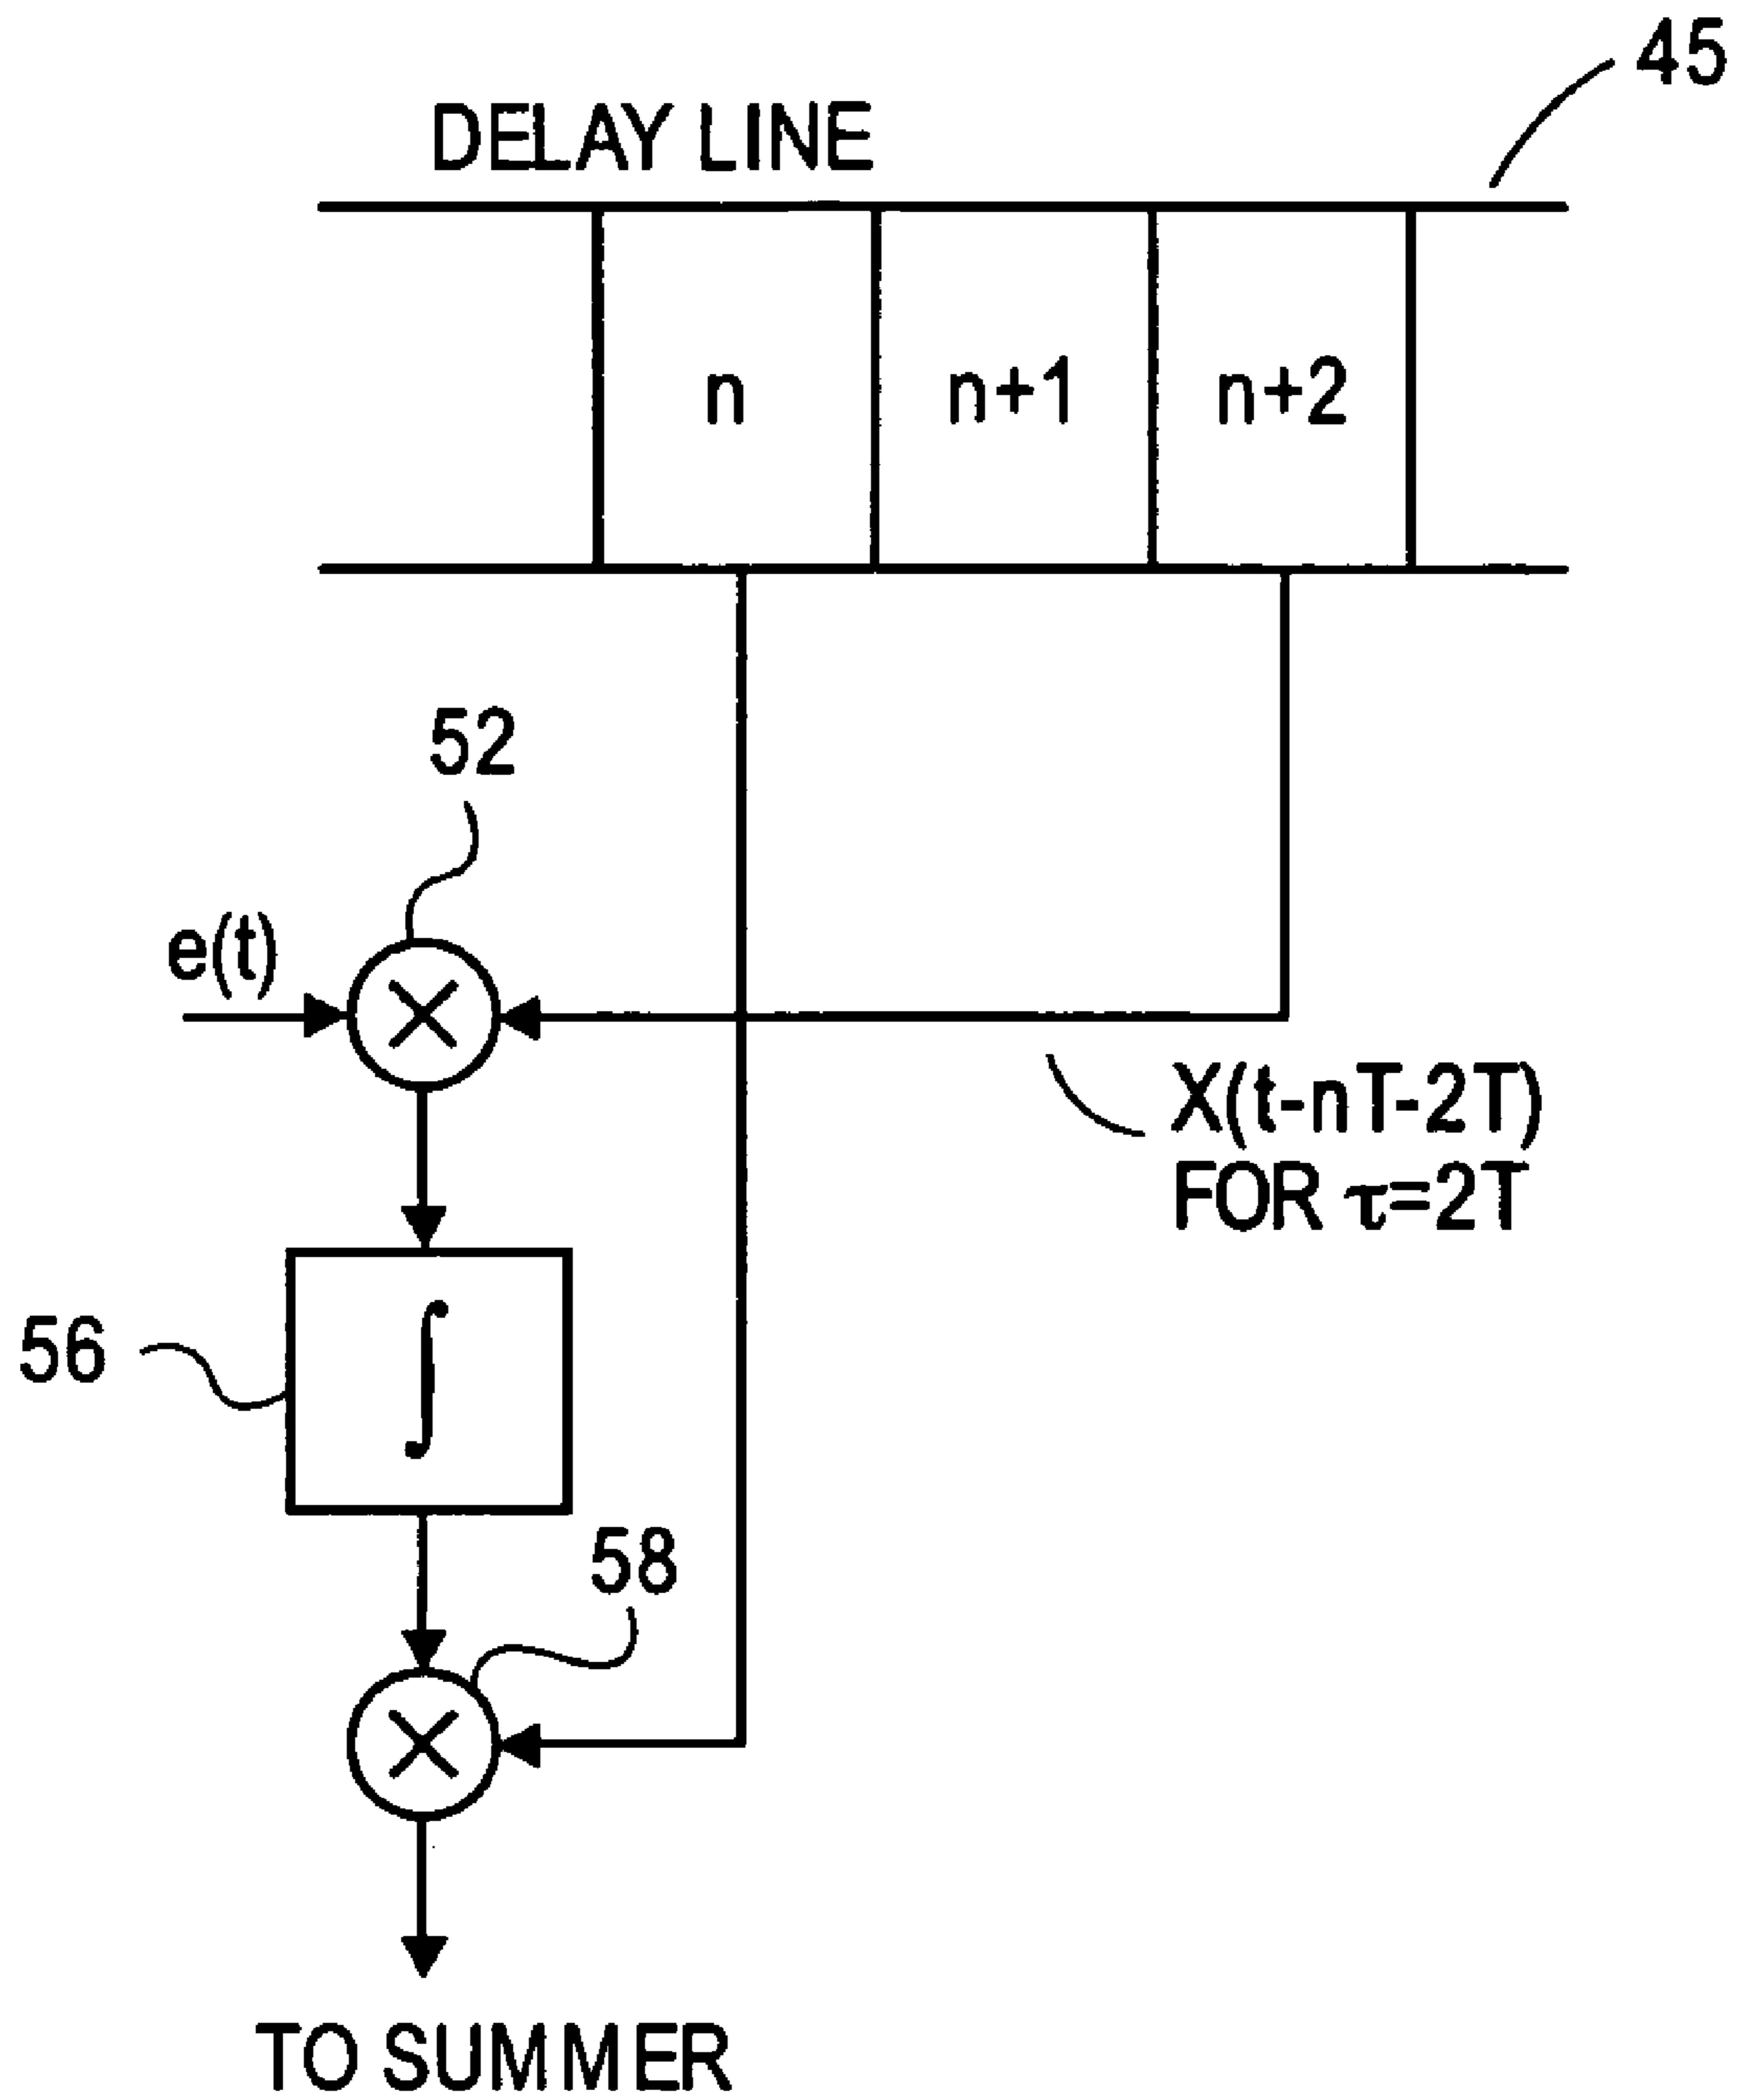 45
DELAY LINE
n
n+1
n+2
52
e(t)
X(t-nT-2T)
FOR τ=2T
56
∫
58
TO SUMMER